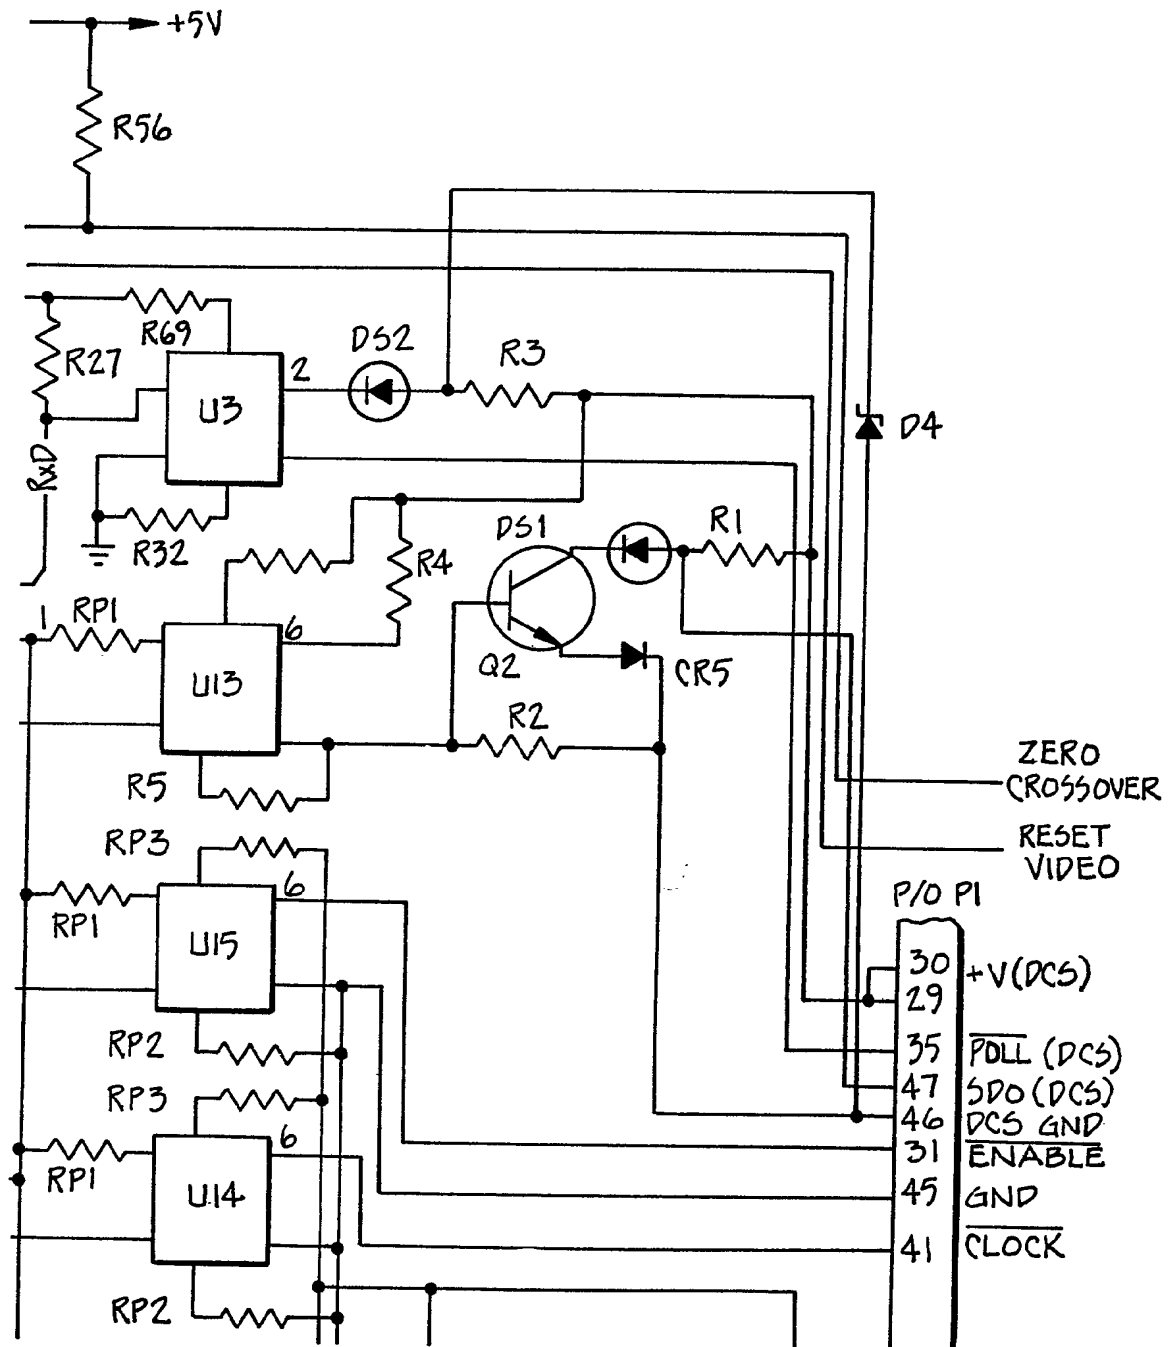 +5V
R56
R69
R27
DS2
R3
2
U3
D4
RxD
R32
DS1
R1
R4
1
RP1
6
Q2
CR5
U13
R2
R5
ZERO
CROSSOVER
RP3
RESET
VIDEO
6
P/O P1
RP1
U15
30
+V(DCS)
29
RP2
35
POLL (DCS)
RP3
47
SDO (DCS)
46
DCS GND
6
31
ENABLE
RP1
U14
45
GND
41
CLOCK
RP2